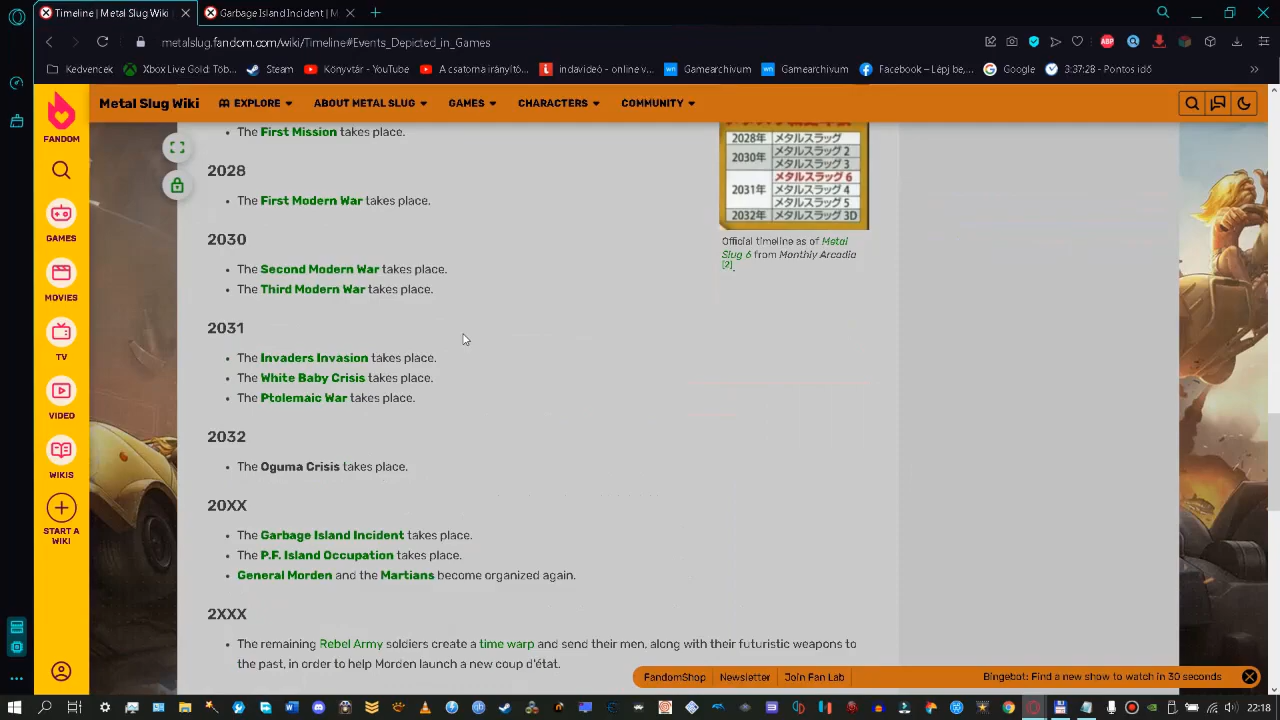 Timeline | Metal Slug Wiki
Garbage Island Incident | M
metalslug.fandom.com/wiki/Timeline#Events_Depicted_in_Games
Kedvencek
Xbox Live Gold: Töb...
Steam
Könyvtár - YouTube
A csatorna irányító...
indavideó - online v...
Gamearchivum
Gamearchivum
Facebook – Lépj be,...
Google
3:37:28 - Pontos idő
FANDOM
GAMES
MOVIES
TV
VIDEO
WIKIS
START A
WIKI
Metal Slug Wiki
EXPLORE
ABOUT METAL SLUG
GAMES
CHARACTERS
COMMUNITY
The First Mission takes place.
2028
The First Modern War takes place.
2030
The Second Modern War takes place.
The Third Modern War takes place.
2031
The Invaders Invasion takes place.
The White Baby Crisis takes place.
The Ptolemaic War takes place.
2032
The Oguma Crisis takes place.
20XX
The Garbage Island Incident takes place.
The P.F. Island Occupation takes place.
General Morden and the Martians become organized again.
2XXX
The remaining Rebel Army soldiers create a time warp and send their men, along with their futuristic weapons to
the past, in order to help Morden launch a new coup d'état.
2028年 メタルスラッグ
2030年 メタルスラッグ 2
メタルスラッグ 3
メタルスラッグ 6
2031年 メタルスラッグ 4
メタルスラッグ 5
2032年 メタルスラッグ3D
Official timeline as of Metal
Slug 6 from Monthly Arcadia
[2].
FandomShop
Newsletter
Join Fan Lab
Bingebot: Find a new show to watch in 30 seconds
ABP
22:18